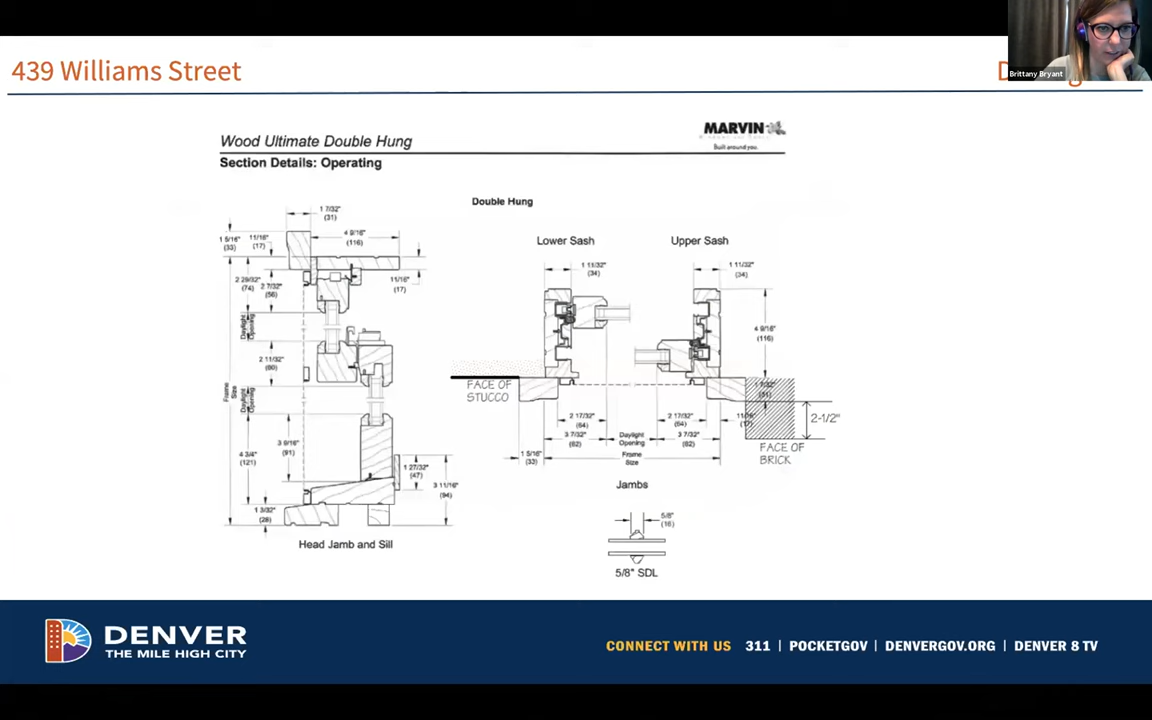 439 Williams Street
Brittany Bryant
Wood Ultimate Double Hung
MARVIN
Built around you.
Section Details: Operating
Double Hung
Lower Sash
Upper Sash
1 7/32"
(31)
1 5/16"
(33)
11/16"
(17)
4 9/16"
(116)
2 29/32"
(74)
2 7/32"
(56)
11/16"
(17)
Daylight
Opening
2 11/32"
(60)
Frame
Size
Daylight
Opening
3 9/16"
(91)
4 3/4"
(121)
1 27/32"
(47)
3 11/16"
(94)
1 3/32"
(28)
Head Jamb and Sill
1 11/32"
(34)
1 11/32"
(34)
4 9/16"
(116)
FACE OF
STUCCO
2 17/32"
(64)
2 17/32"
(64)
11/16"
(17)
2-1/2"
3 7/32"
(82)
Daylight
Opening
3 7/32"
(82)
1 5/16"
(33)
Frame
Size
FACE OF
BRICK
Jambs
5/8"
(16)
5/8" SDL
DENVER
THE MILE HIGH CITY
CONNECT WITH US 311 | POCKETGOV | DENVERGOV.ORG | DENVER 8 TV